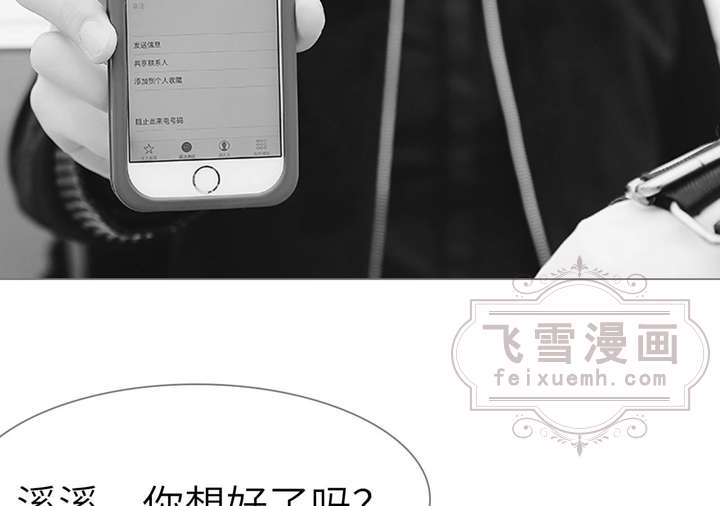 发送信息
共享联系人
添加到个人收藏
阻止此来电号码
飞雪漫画
feixuemh.com
溪溪，你想好了吗？